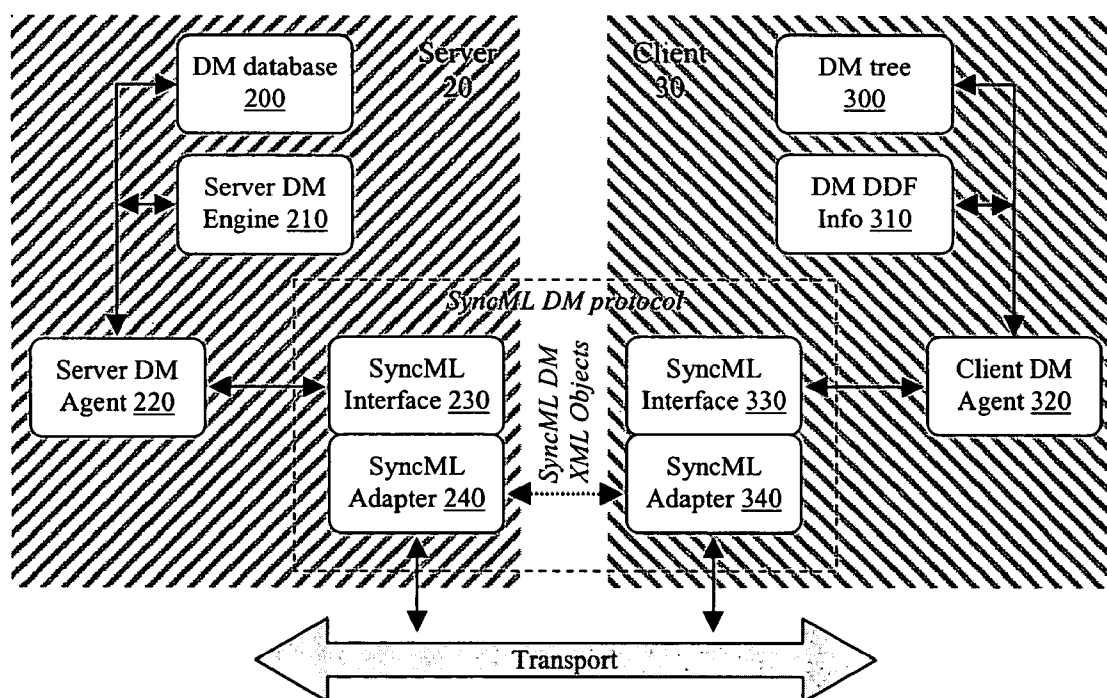 DM database
200
Server
20
Client
30
DM tree
300
Server DM
Engine 210
DM DDF
Info 310
SyncML DM protocol
Server DM
Agent 220
SyncML
Interface 230
SyncML DM
XML Objects
SyncML
Interface 330
Client DM
Agent 320
SyncML
Adapter 240
SyncML
Adapter 340
Transport